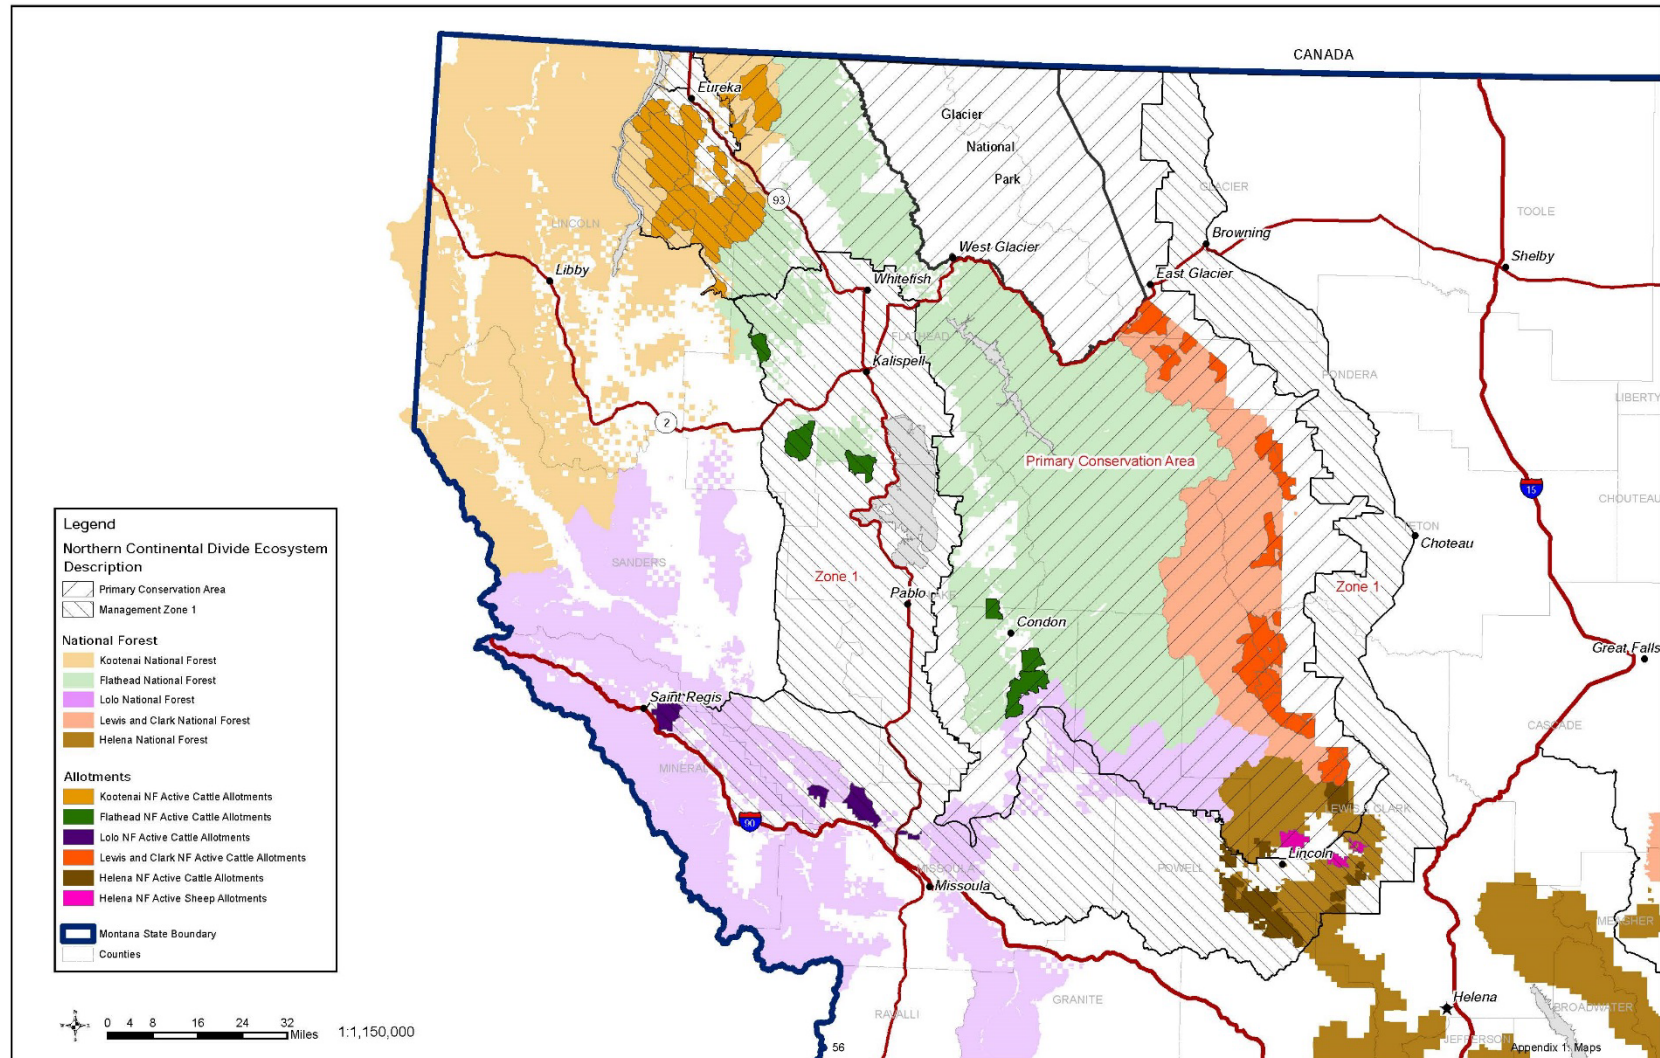 CANADA
Eureka
Glacier
National
Park
GLACIER
TOOLE
93
LINCOLN
Browning
West Glacier
Shelby
Libby
Whitefish
East Glacier
FLATHEAD
Kalispell
PONDERA
LIBERTY
2
Primary Conservation Area
15
CHOUTEAU
TETON
Choteau
SANDERS
Zone 1
Zone 1
Pablo
LAKE
Condon
Great Falls
Saint Regis
CASCADE
MINERAL
90
LEWIS & CLARK
Lincoln
MISSOULA
POWELL
Missoula
MEAGHER
Helena
GRANITE
BROADWATER
RAVALLI
JEFFERSON
Legend
Northern Continental Divide Ecosystem
Description
Primary Conservation Area
Management Zone 1
National Forest
Kootenai National Forest
Flathead National Forest
Lolo National Forest
Lewis and Clark National Forest
Helena National Forest
Allotments
Kootenai NF Active Cattle Allotments
Flathead NF Active Cattle Allotments
Lolo NF Active Cattle Allotments
Lewis and Clark NF Active Cattle Allotments
Helena NF Active Cattle Allotments
Helena NF Active Sheep Allotments
Montana State Boundary
Counties
0 4 8 16 24 32
Miles
1:1,150,000
56
Appendix 1: Maps